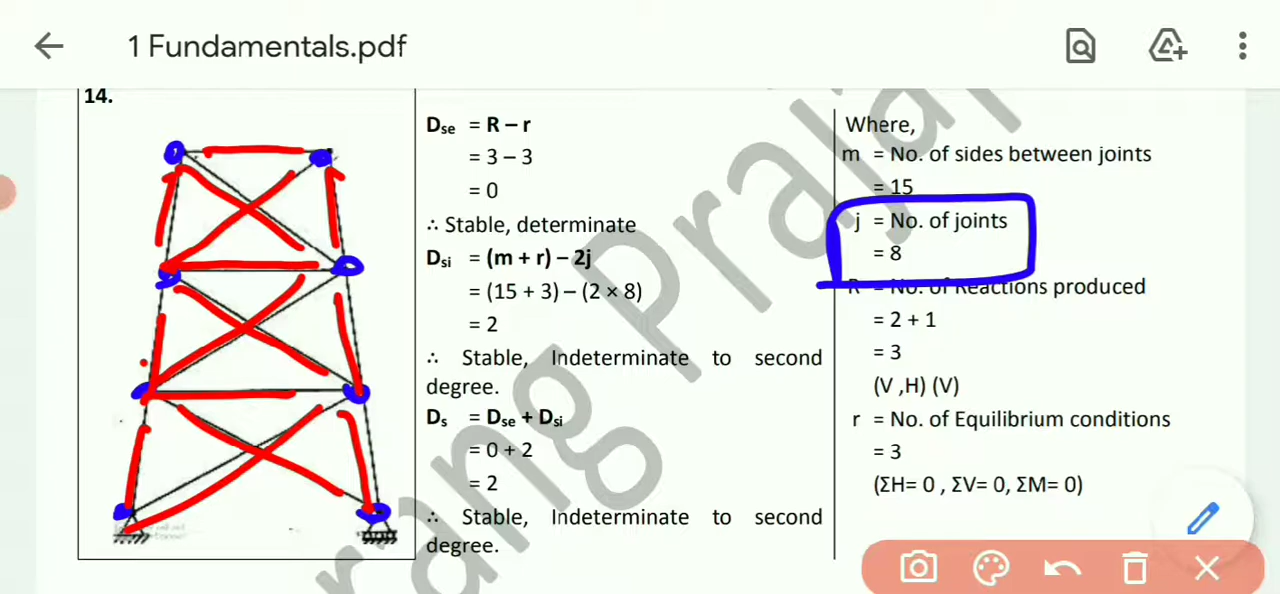 1 Fundamentals.pdf
14.
Dse = R – r
= 3 – 3
= 0
∴ Stable, determinate
Dsi = (m + r) – 2j
= (15 + 3) – (2 × 8)
= 2
∴ Stable, Indeterminate to second
degree.
Ds = Dse + Dsi
= 0 + 2
= 2
∴ Stable, Indeterminate to second
degree.
Where,
m = No. of sides between joints
= 15
j = No. of joints
= 8
R = No. of Reactions produced
= 2 + 1
= 3
(V ,H) (V)
r = No. of Equilibrium conditions
= 3
(ΣH= 0 , ΣV= 0, ΣM= 0)